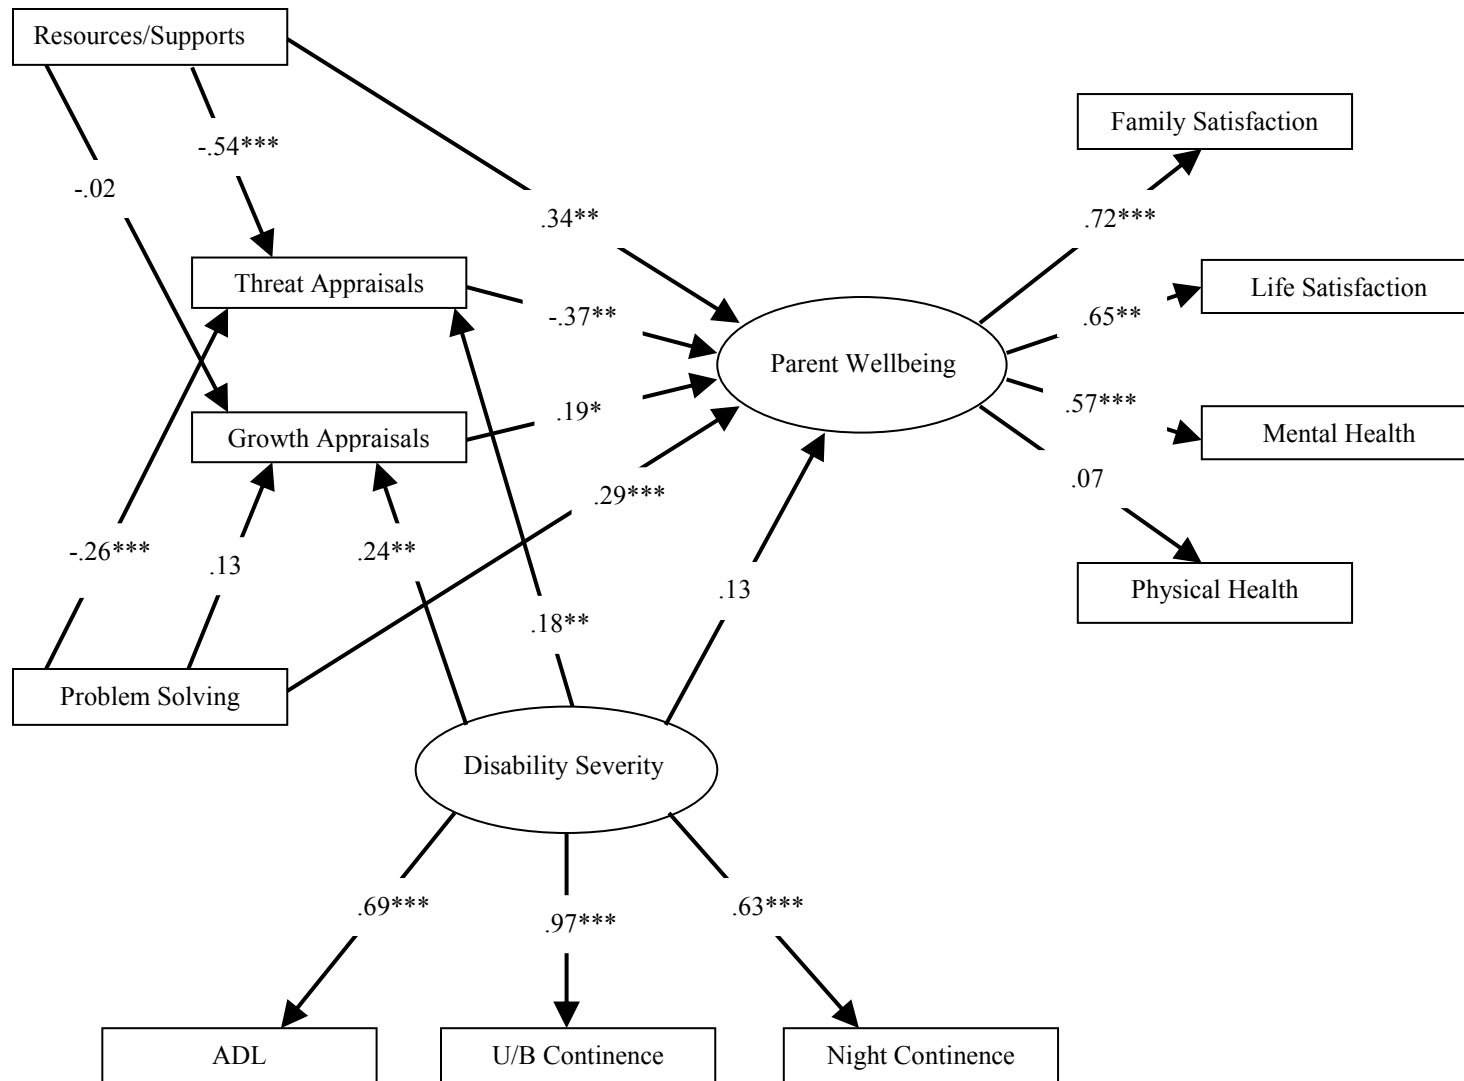 Resources/Supports
Family Satisfaction
-.54***
-.02
.34**
.72***
Threat Appraisals
Life Satisfaction
-.37**
.65**
Parent Wellbeing
.57***
.19*
Growth Appraisals
Mental Health
.07
.29***
-.26***
.13
.24**
.13
Physical Health
.18**
Problem Solving
Disability Severity
.69***
.97***
.63***
ADL
U/B Continence
Night Continence